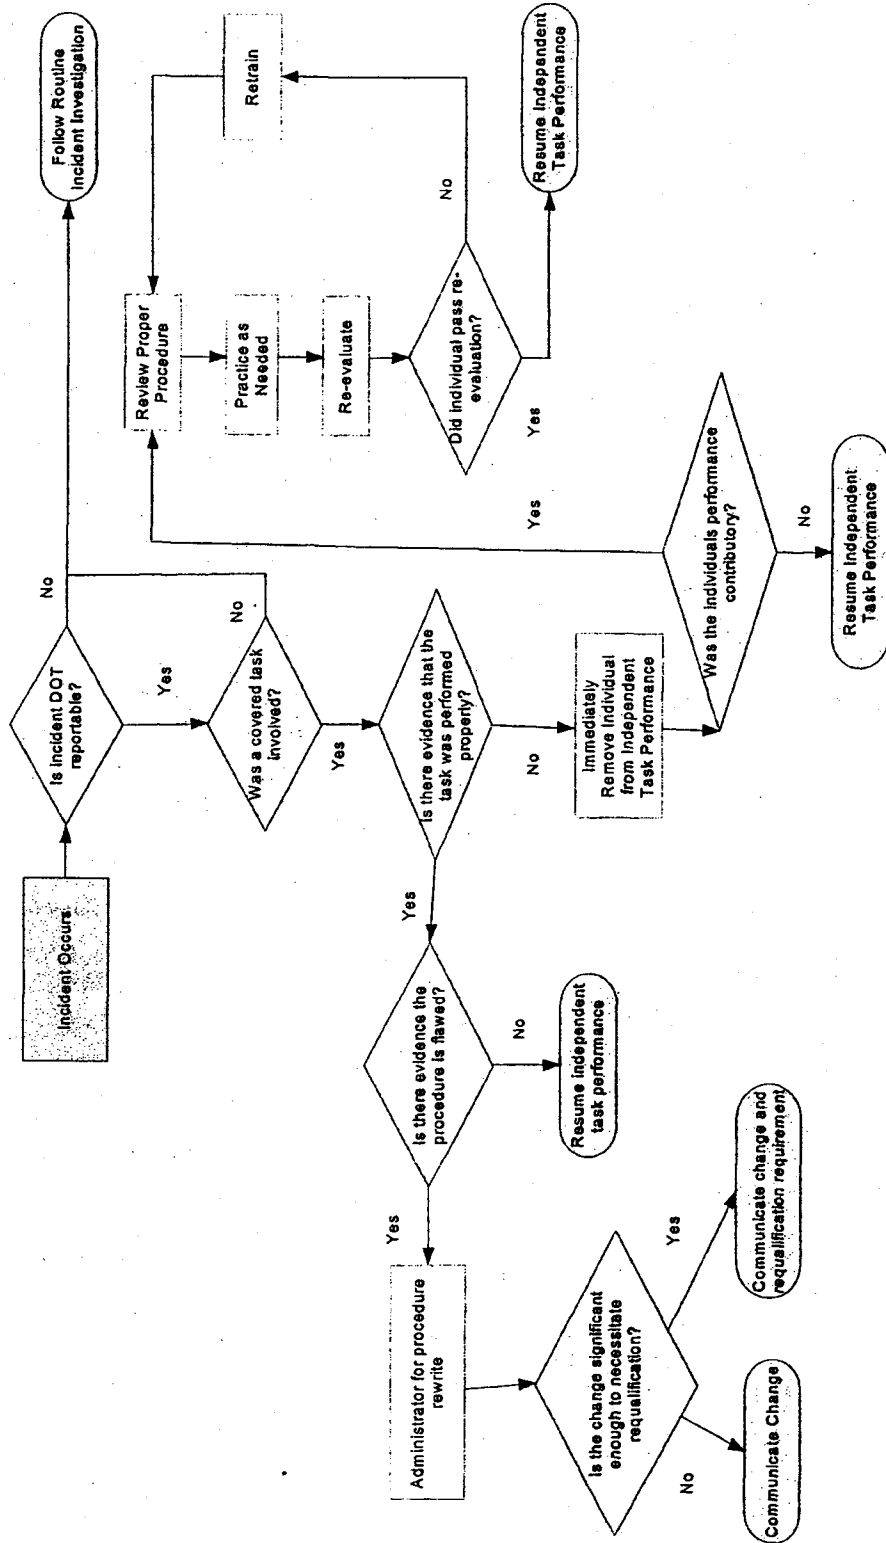 Incident Occurs
Is incident DOT
reportable?
No
Follow Routine
Incident Investigation
Yes
Was a covered task
involved?
No
Yes
Is there evidence that the
task was performed
properly?
Yes
No
Is there evidence the
procedure is flawed?
Yes
No
Resume independent
task performance
Administrator for procedure
rewrite
Is the change significant
enough to necessitate
requalification?
No
Yes
Communicate Change
Communicate change and
requalification requirement
Immediately
Remove Individual
from Independent
Task Performance
Was the individuals performance
contributory?
Yes
No
Resume Independent
Task Performance
Review Proper
Procedure
Practice as
Needed
Re-evaluate
Did individual pass re-
evaluation?
Yes
No
Retrain
Resume Independent
Task Performance